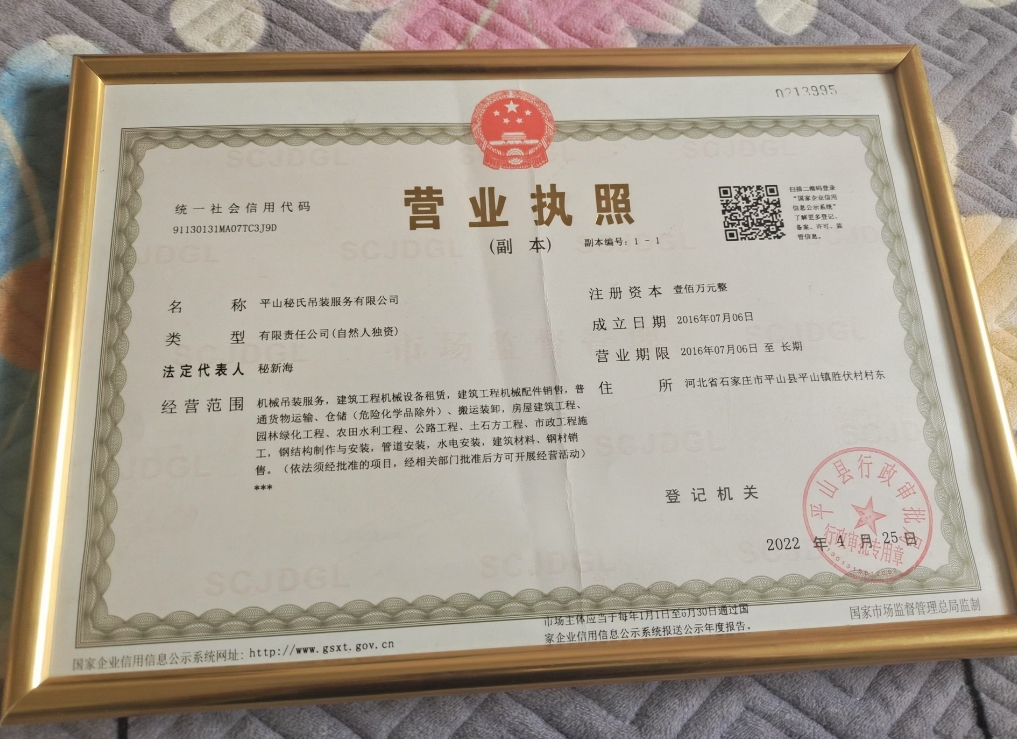 0213995
营业执照
(副 本)
副本编号：1 - 1
统一社会信用代码
91130131MA07TC3J9D
扫描二维码登录
“国家企业信用
信息公示系统”
了解更多登记、
备案、许可、监
管信息。
名 称 平山秘氏吊装服务有限公司
类 型 有限责任公司(自然人独资)
法定代表人 秘新海
经营范围 机械吊装服务，建筑工程机械设备租赁，建筑工程机械配件销售，普
通货物运输、仓储（危险化学品除外）、搬运装卸，房屋建筑工程、
园林绿化工程、农田水利工程、公路工程、土石方工程、市政工程施
工，钢结构制作与安装，管道安装，水电安装，建筑材料、钢材销
售。（依法须经批准的项目，经相关部门批准后方可开展经营活动）
***
注册资本 壹佰万元整
成立日期 2016年07月06日
营业期限 2016年07月06日 至 长期
住 所 河北省石家庄市平山县平山镇胜伏村村东
登记机关
平山县行政审批局
行政审批专用章
2022 年 4 月 25 日
国家企业信用信息公示系统网址：http://www.gsxt.gov.cn
市场主体应当于每年1月1日至6月30日通过国
家企业信用信息公示系统报送公示年度报告。
国家市场监督管理总局监制
SCJDGL